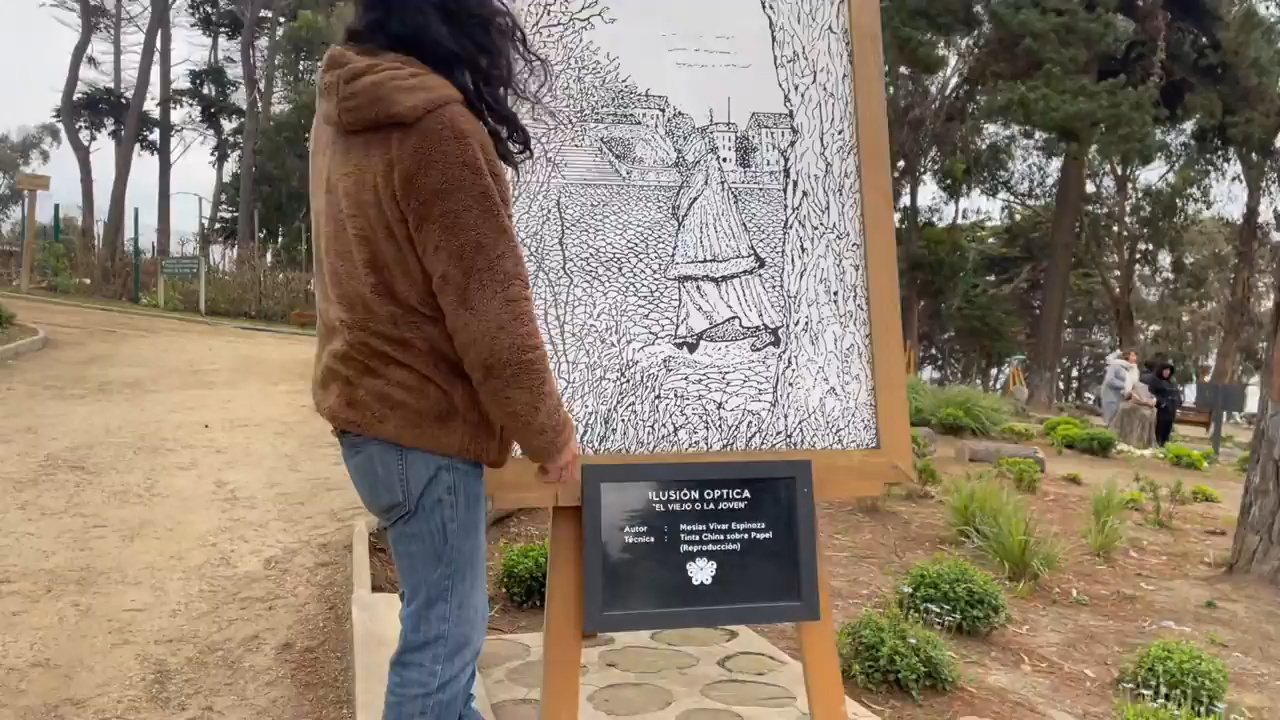 ILUSIÓN OPTICA
"EL VIEJO O LA JOVEN"
Autor : Mesias Vivar Espinoza
Técnica : Tinta China sobre Papel
(Reproducción)